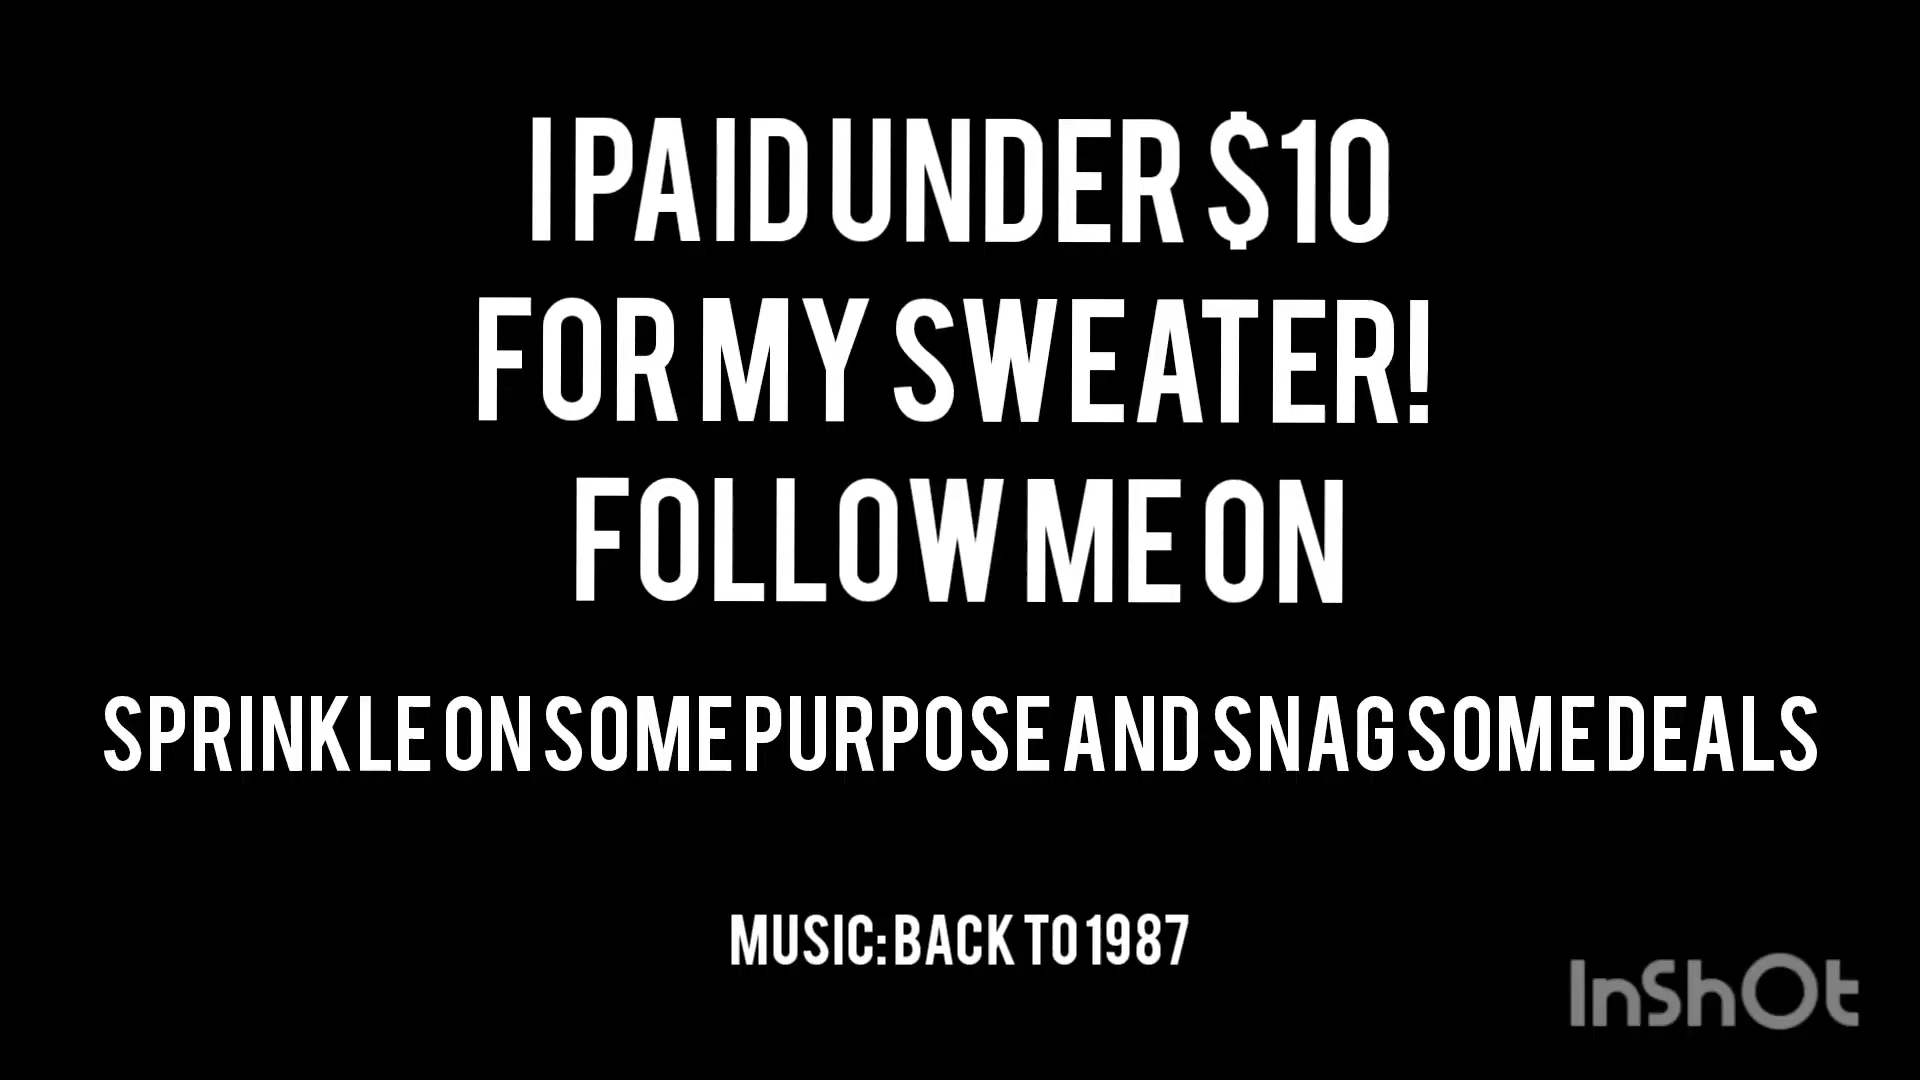 I PAID UNDER $10
FOR MY SWEATER!
FOLLOW ME ON
SPRINKLE ON SOME PURPOSE AND SNAG SOME DEALS
MUSIC: BACK TO 1987
InShOt